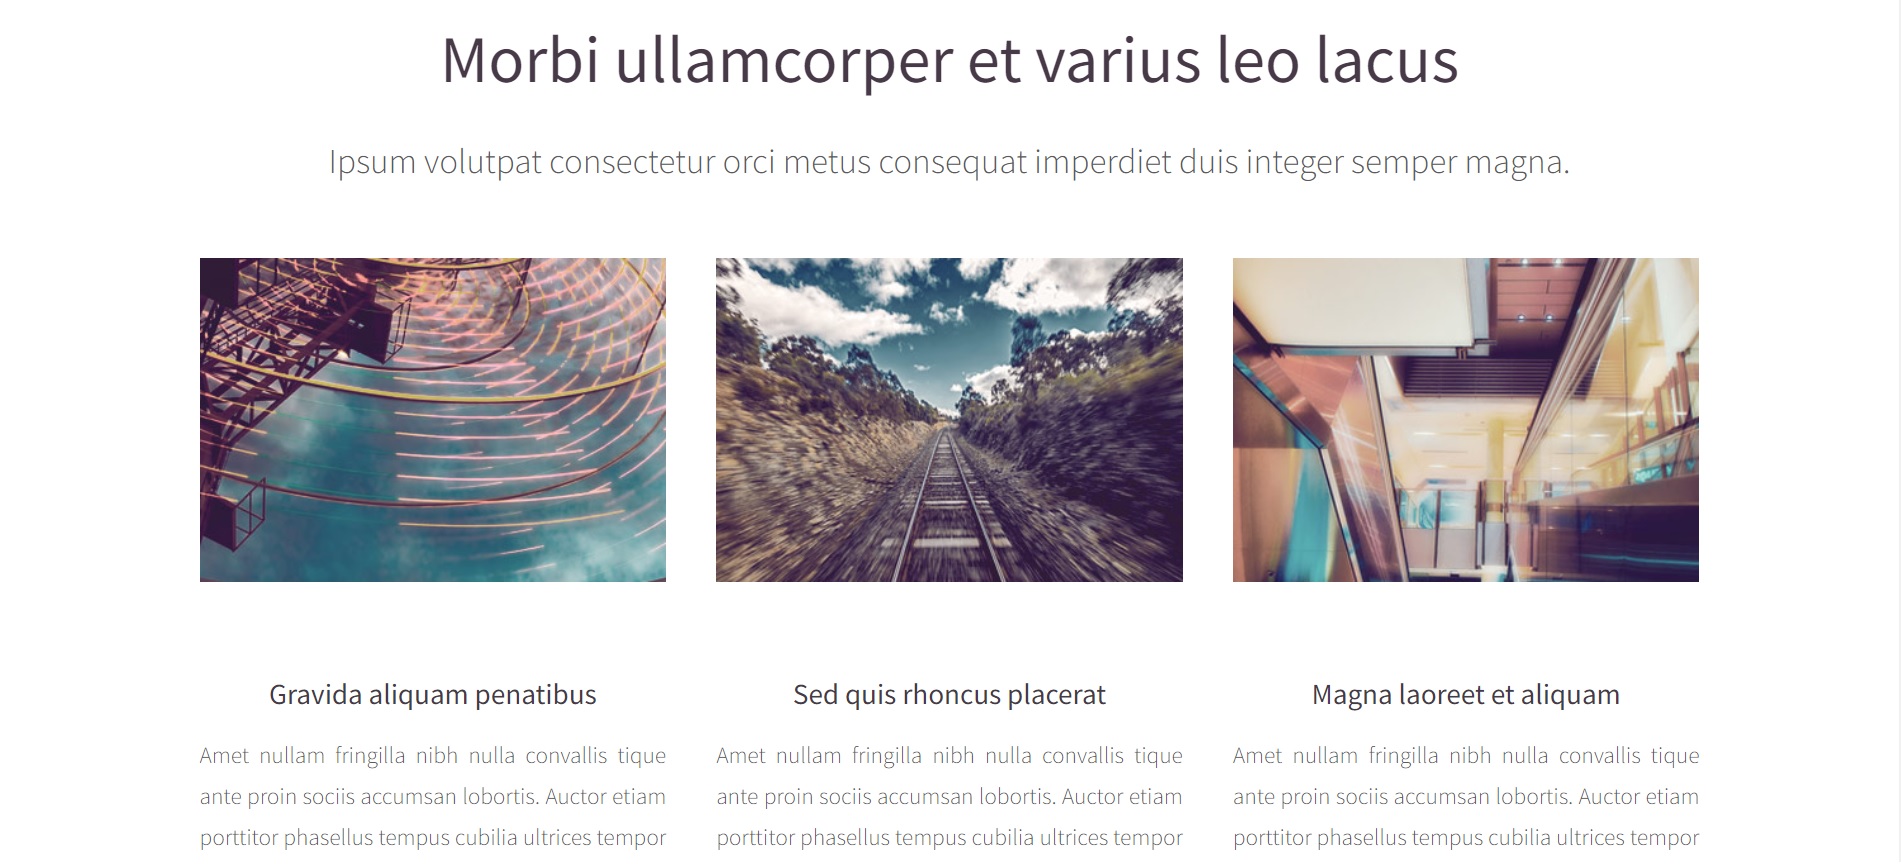 Morbi ullamcorper et varius leo lacus
Ipsum volutpat consectetur orci metus consequat imperdiet duis integer semper magna.
Gravida aliquam penatibus
Amet nullam fringilla nibh nulla convallis tique
ante proin sociis accumsan lobortis. Auctor etiam
porttitor phasellus tempus cubilia ultrices tempor
Sed quis rhoncus placerat
Amet nullam fringilla nibh nulla convallis tique
ante proin sociis accumsan lobortis. Auctor etiam
porttitor phasellus tempus cubilia ultrices tempor
Magna laoreet et aliquam
Amet nullam fringilla nibh nulla convallis tique
ante proin sociis accumsan lobortis. Auctor etiam
porttitor phasellus tempus cubilia ultrices tempor